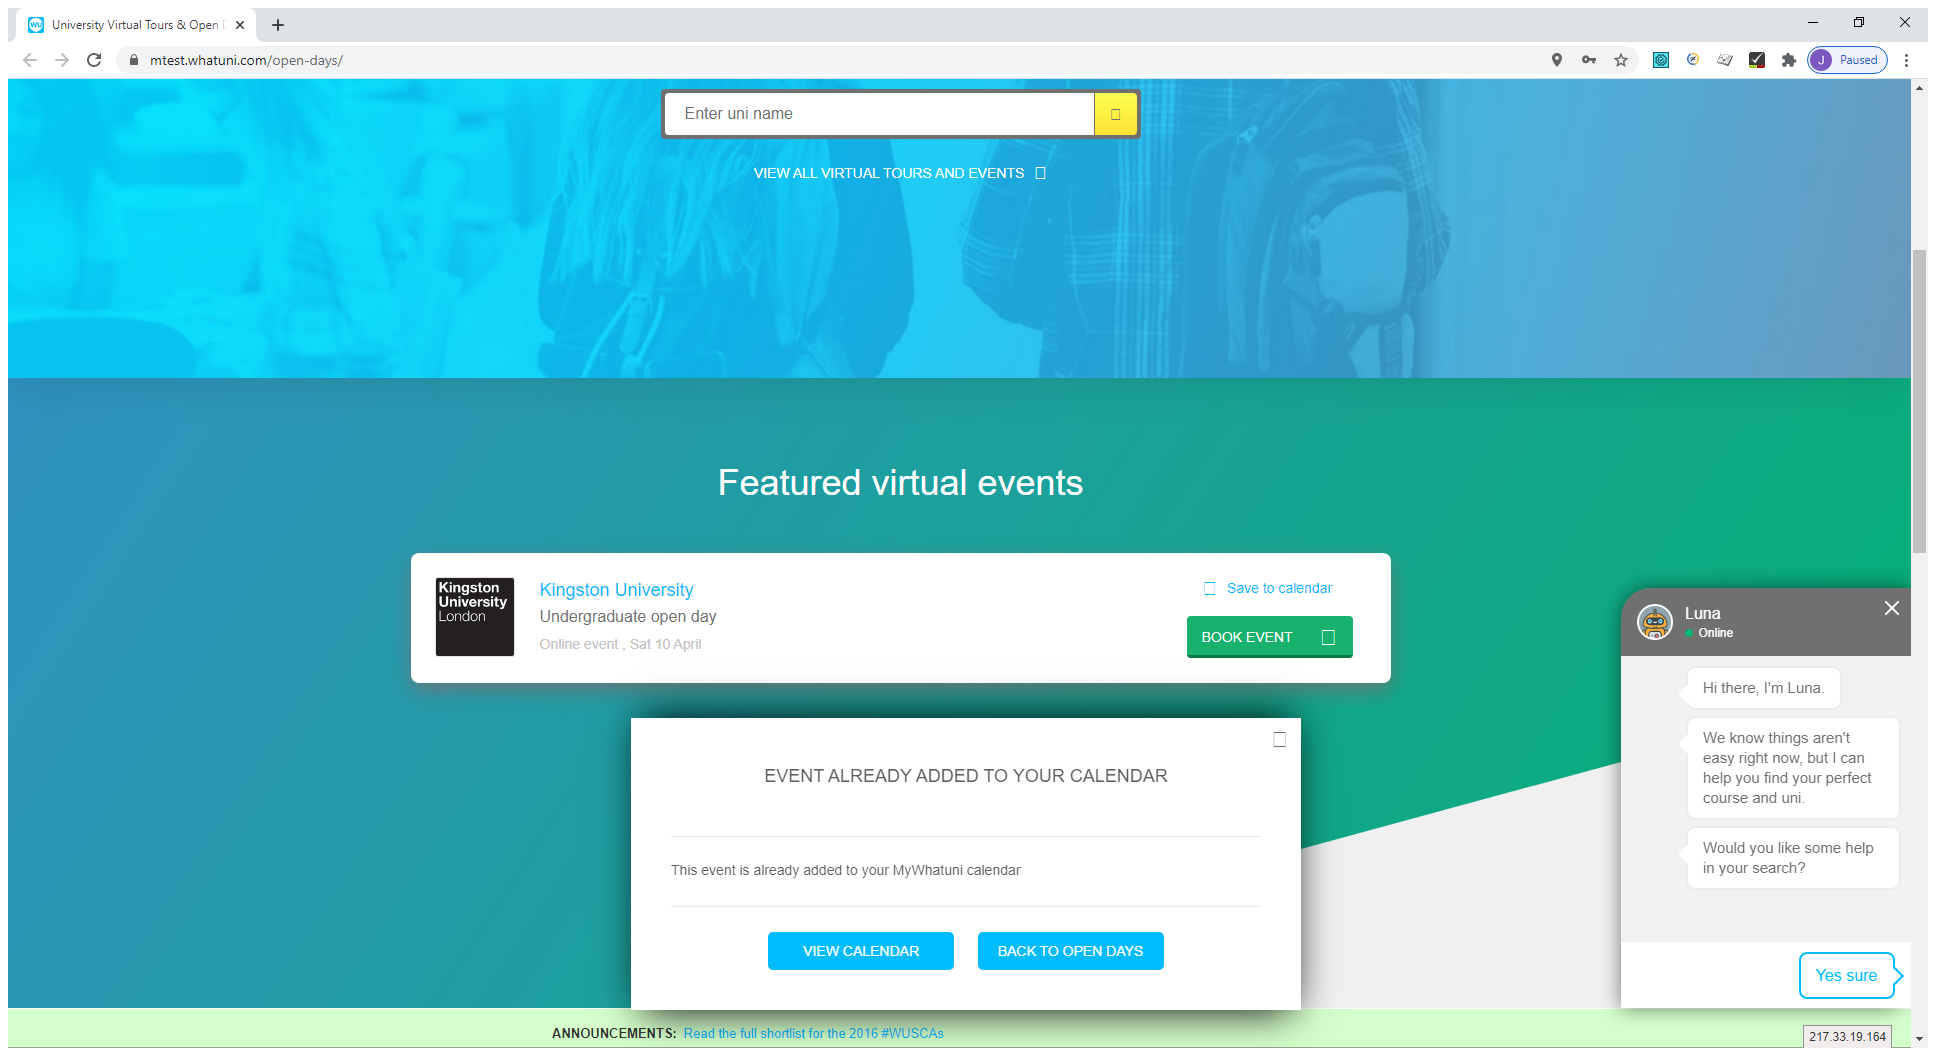 University Virtual Tours & Open
mtest.whatuni.com/open-days/
J Paused
Enter uni name
VIEW ALL VIRTUAL TOURS AND EVENTS
Featured virtual events
Kingston
University
London
Kingston University
Undergraduate open day
Online event , Sat 10 April
Save to calendar
BOOK EVENT
EVENT ALREADY ADDED TO YOUR CALENDAR
This event is already added to your MyWhatuni calendar
VIEW CALENDAR
BACK TO OPEN DAYS
Luna
Online
Hi there, I'm Luna.
We know things aren't
easy right now, but I can
help you find your perfect
course and uni.
Would you like some help
in your search?
Yes sure
ANNOUNCEMENTS: Read the full shortlist for the 2016 #WUSCAs
217.33.19.164